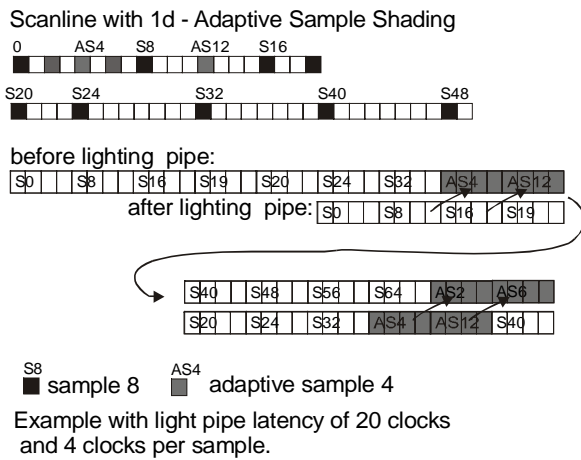 Scanline with 1d - Adaptive Sample Shading
0 AS4 S8 AS12 S16
S20 S24 S32 S40 S48
before lighting pipe:
S0 S8 S16 S19 S20 S24 S32 AS4 AS12
after lighting pipe: S0 S8 S16 S19
S40 S48 S56 S64 AS2 AS6
S20 S24 S32 AS4 AS12 S40
S8 AS4
sample 8 adaptive sample 4
Example with light pipe latency of 20 clocks
and 4 clocks per sample.